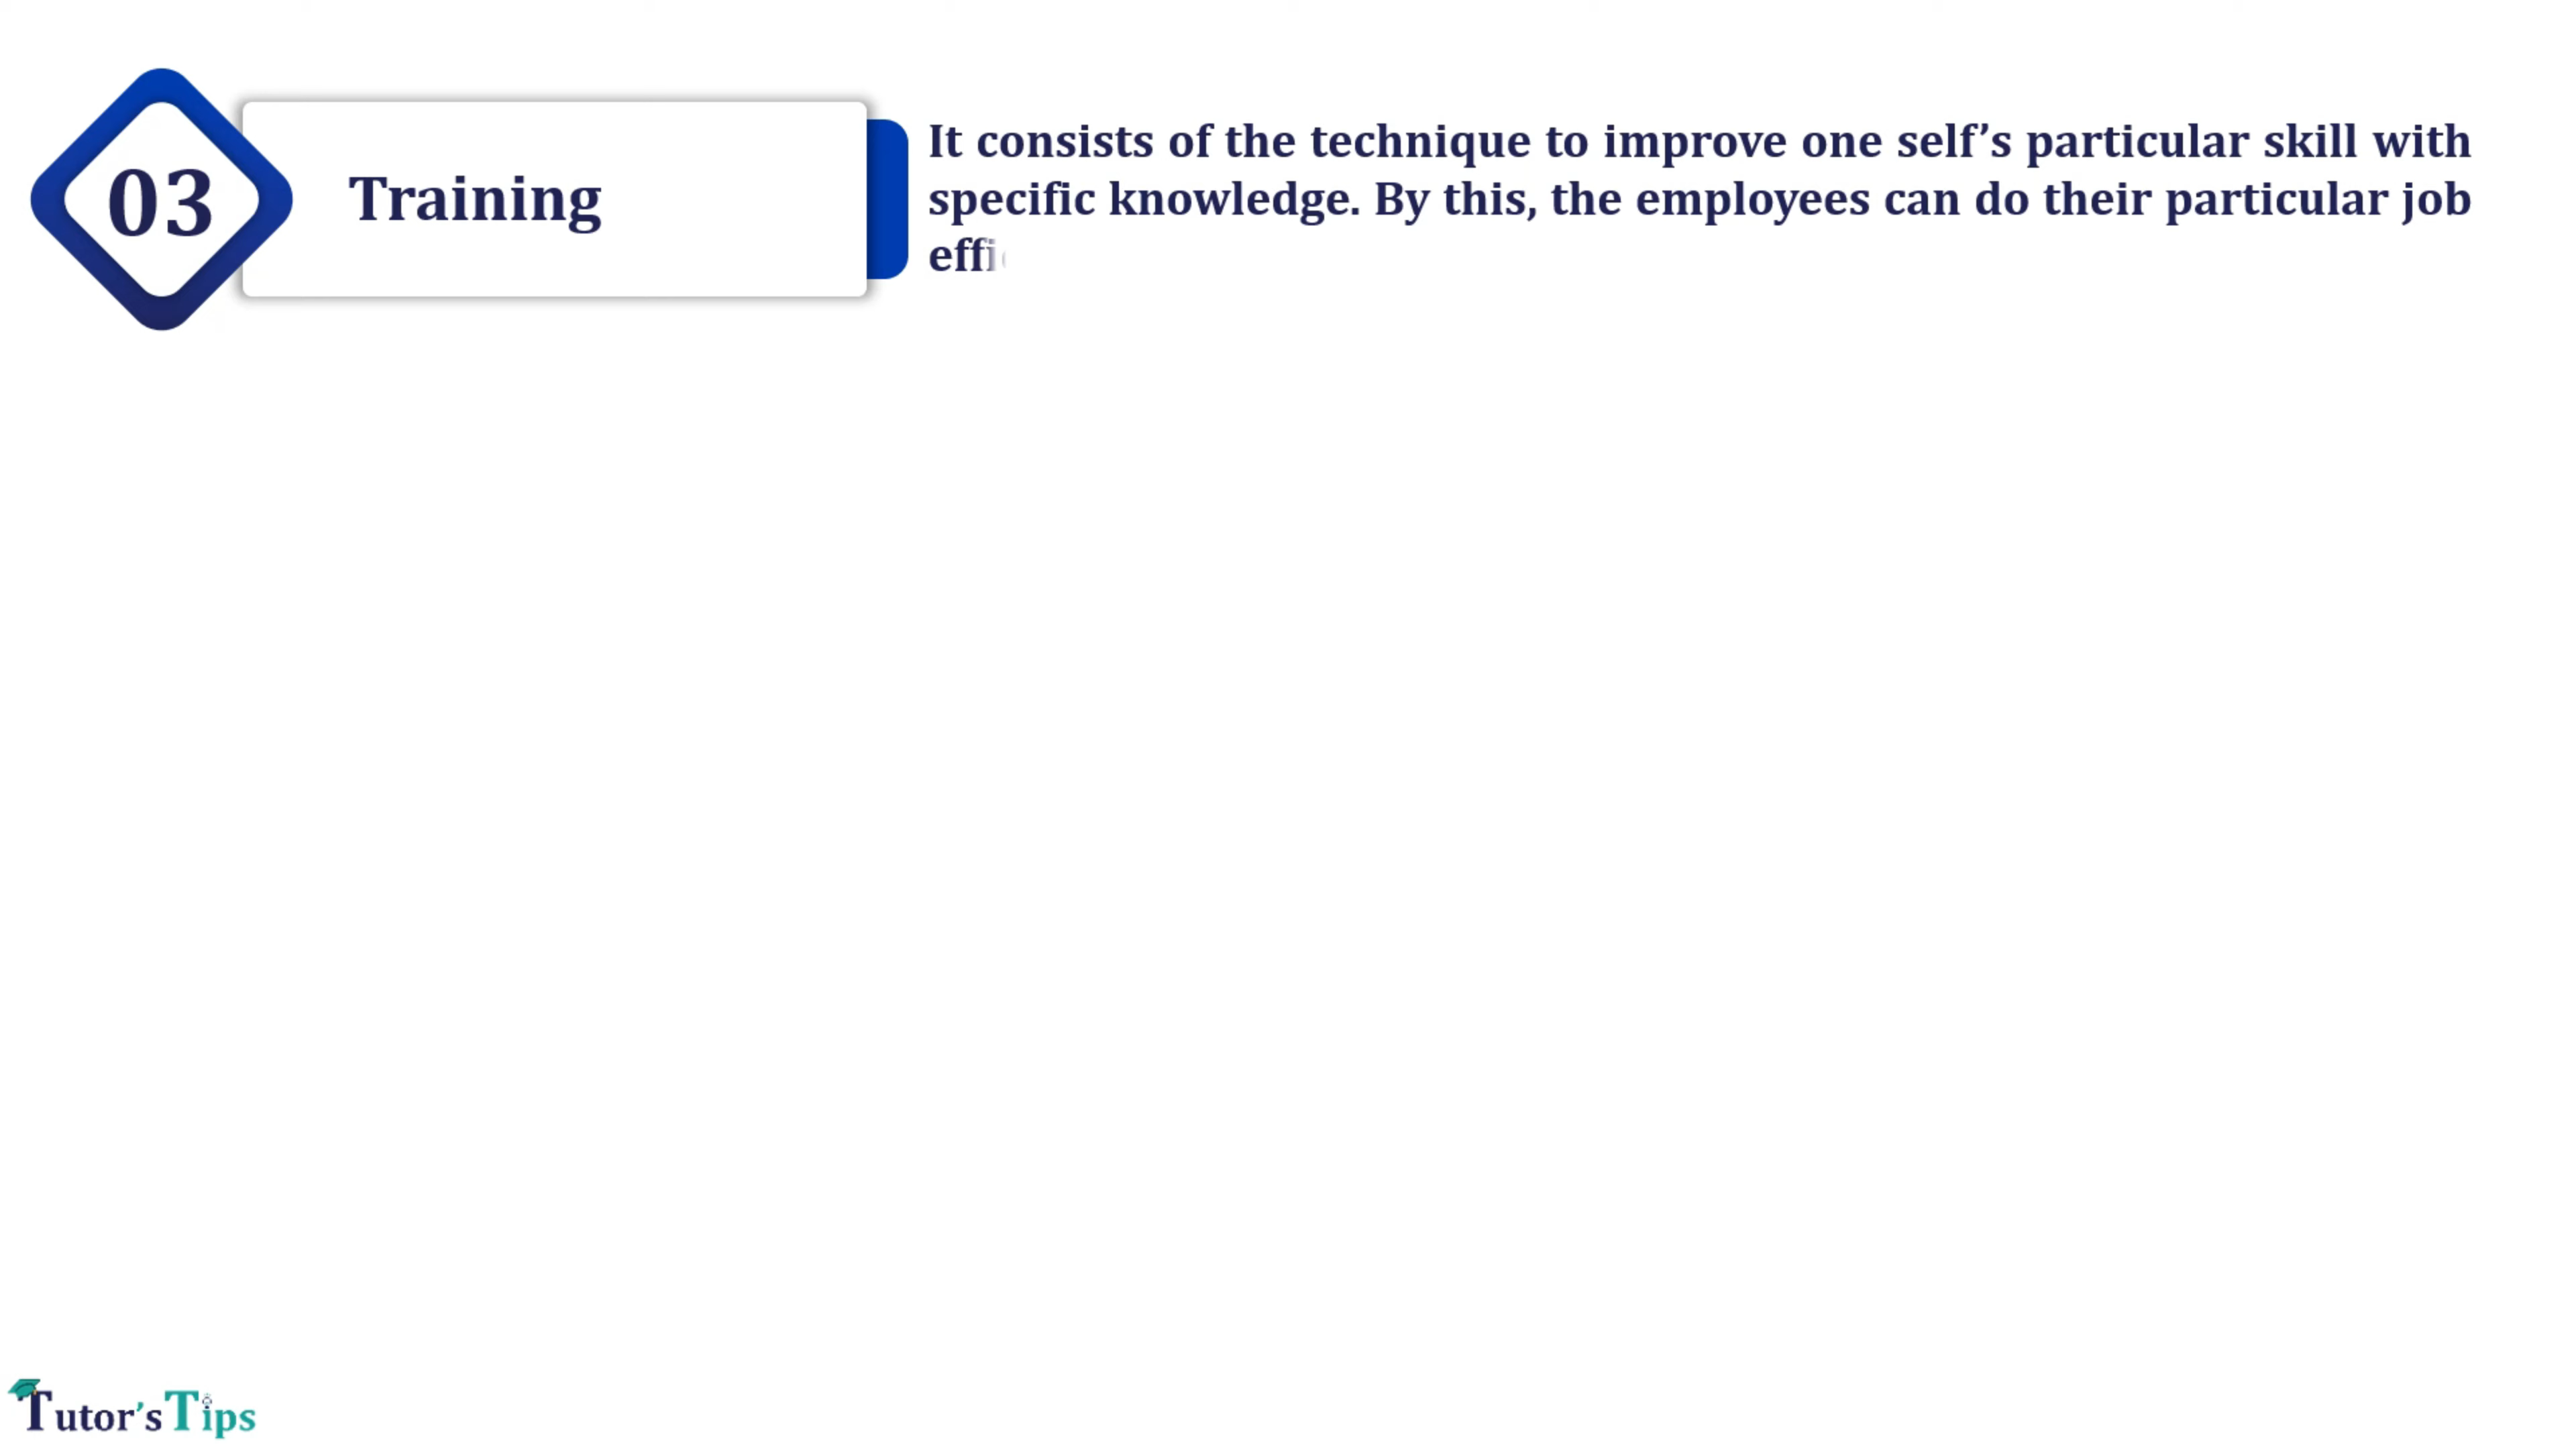 03
Training
It consists of the technique to improve one self’s particular skill with
specific knowledge. By this, the employees can do their particular job
Tutor’sTips